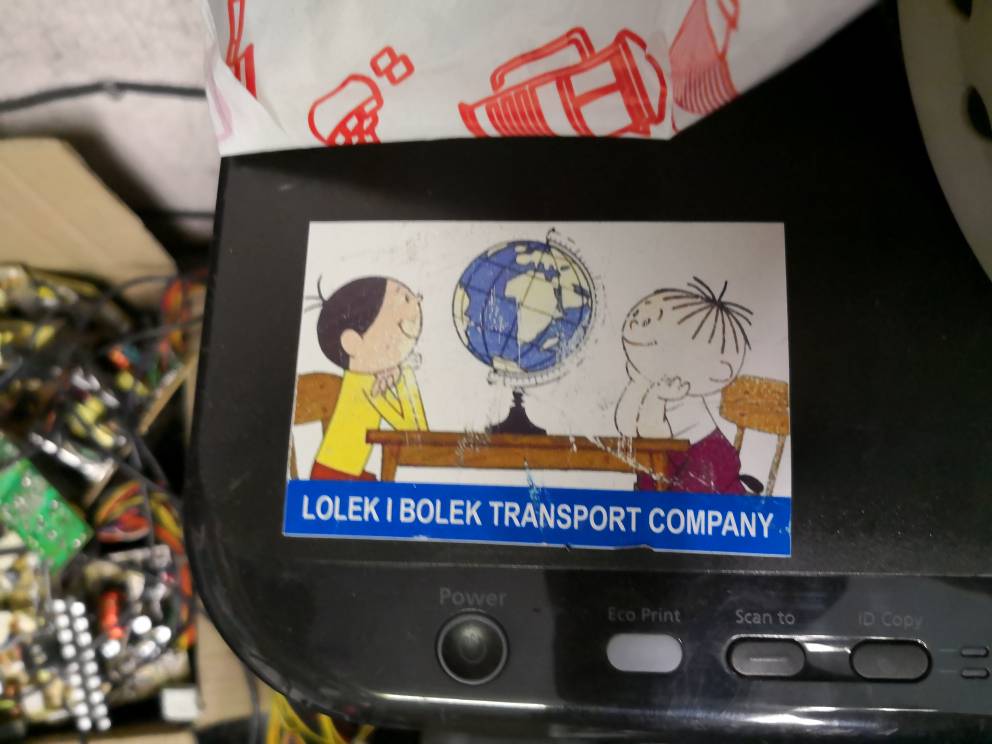 LOLEK I BOLEK TRANSPORT COMPANY
Power
Eco Print
Scan to
ID Copy